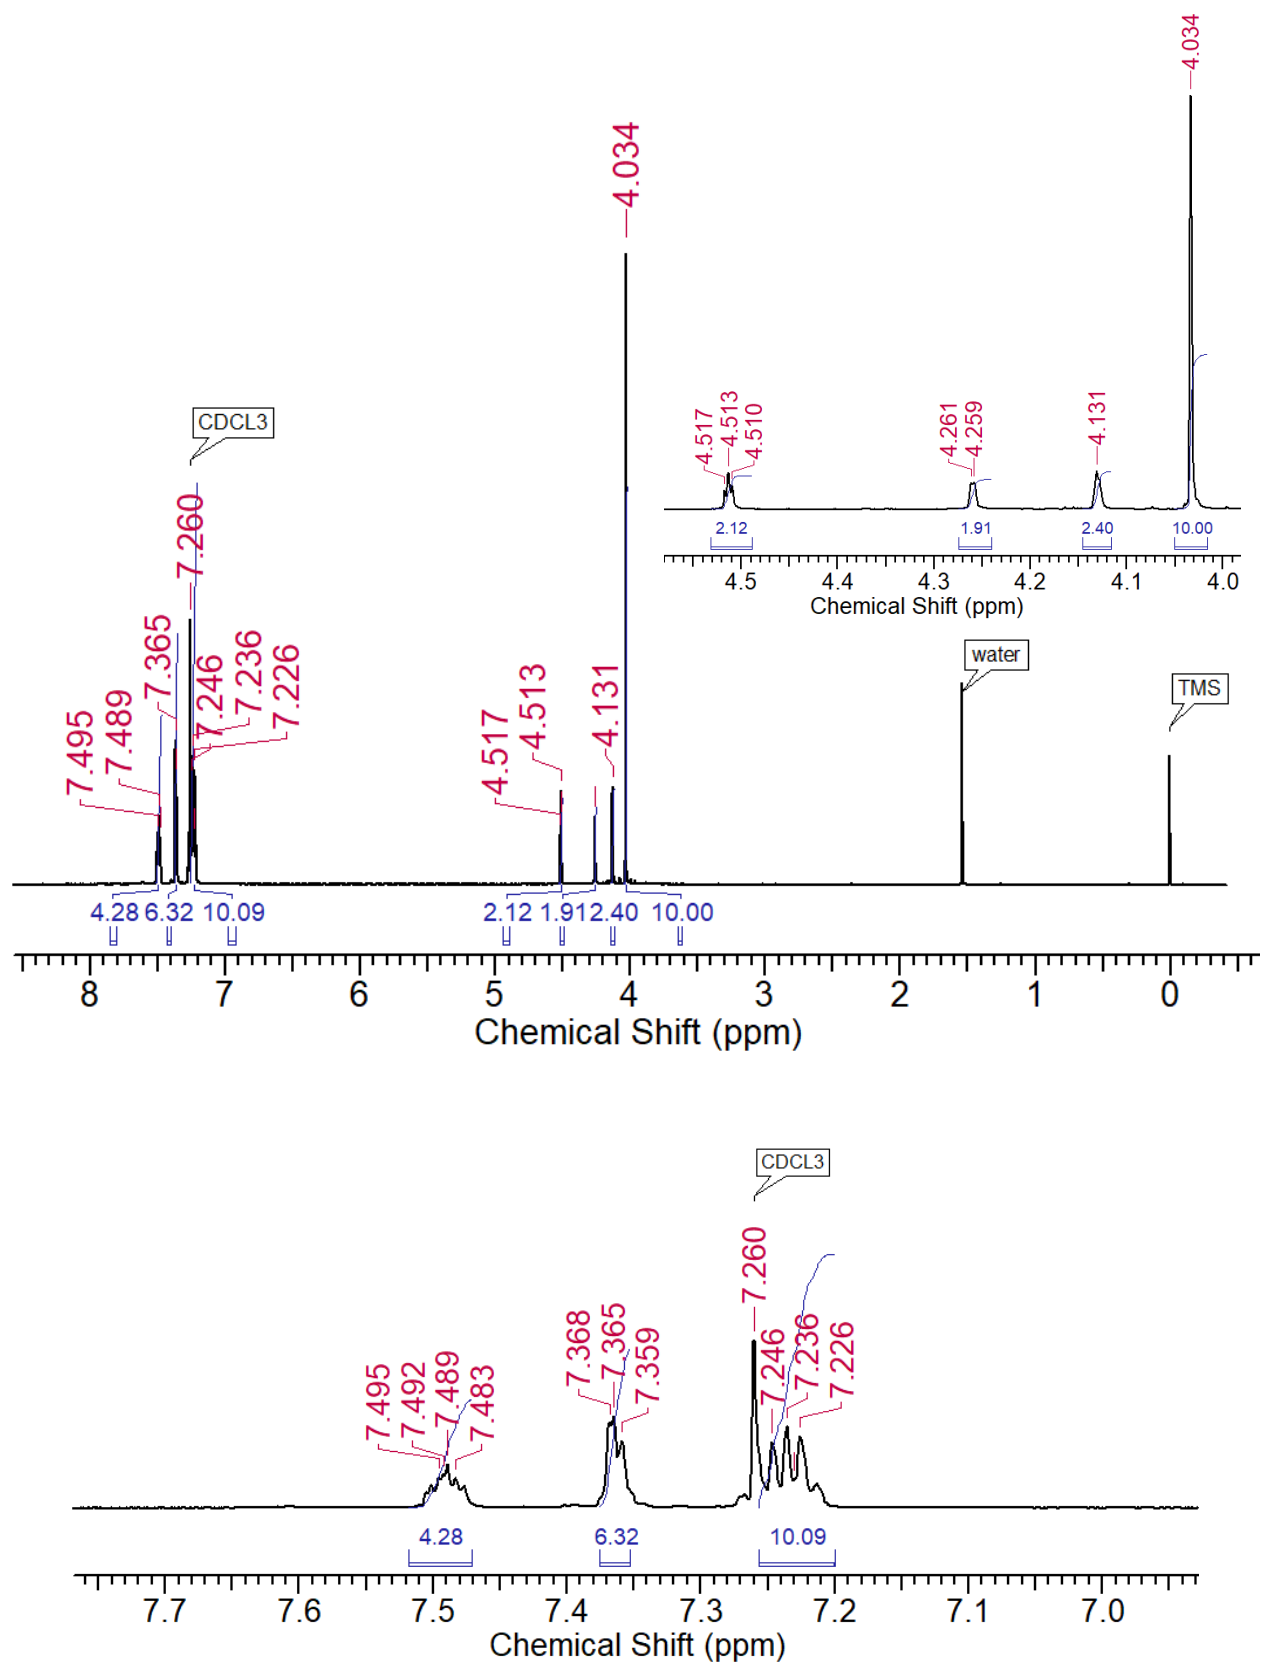 4.034
4.034
CDCL3
4.517
4.513
4.510
4.261
4.259
4.131
7.260
2.12 1.91 2.40 10.00
4.5 4.4 4.3 4.2 4.1 4.0
Chemical Shift (ppm)
7.495
7.489
7.365
7.246
7.236
7.226
4.517
4.513
4.131
water
TMS
4.28 6.32 10.09 2.12 1.91 2.40 10.00
8 7 6 5 4 3 2 1 0
Chemical Shift (ppm)
CDCL3
7.260
7.495
7.492
7.489
7.483
7.368
7.365
7.359
7.246
7.236
7.226
4.28 6.32 10.09
7.7 7.6 7.5 7.4 7.3 7.2 7.1 7.0
Chemical Shift (ppm)